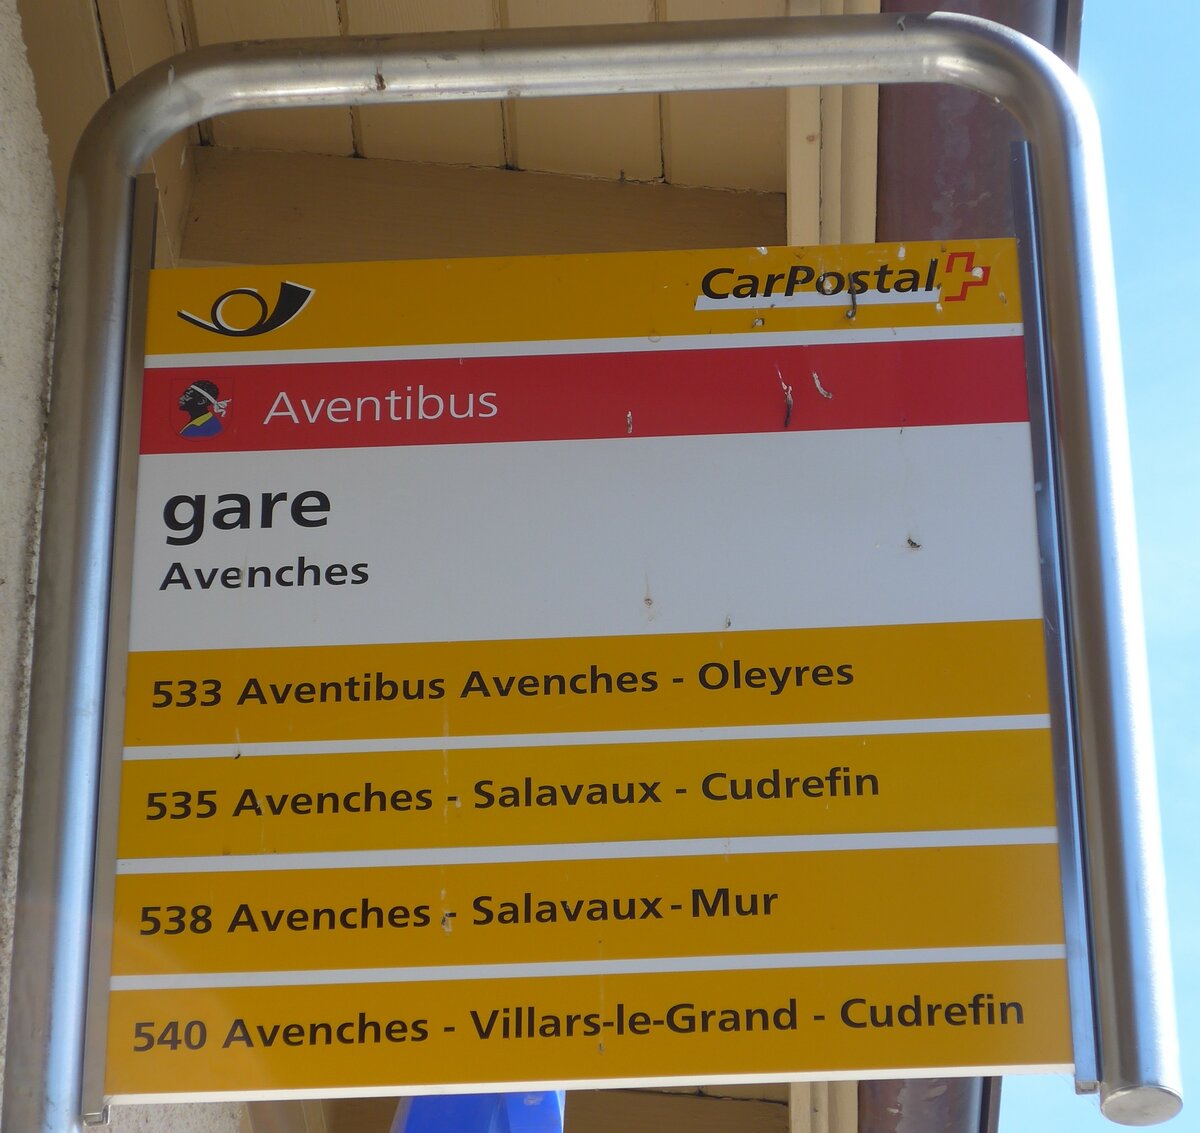 CarPostal
Aventibus
gare
Avenches
533 Aventibus Avenches - Oleyres
535 Avenches - Salavaux - Cudrefin
538 Avenches - Salavaux - Mur
540 Avenches - Villars-le-Grand - Cudrefin